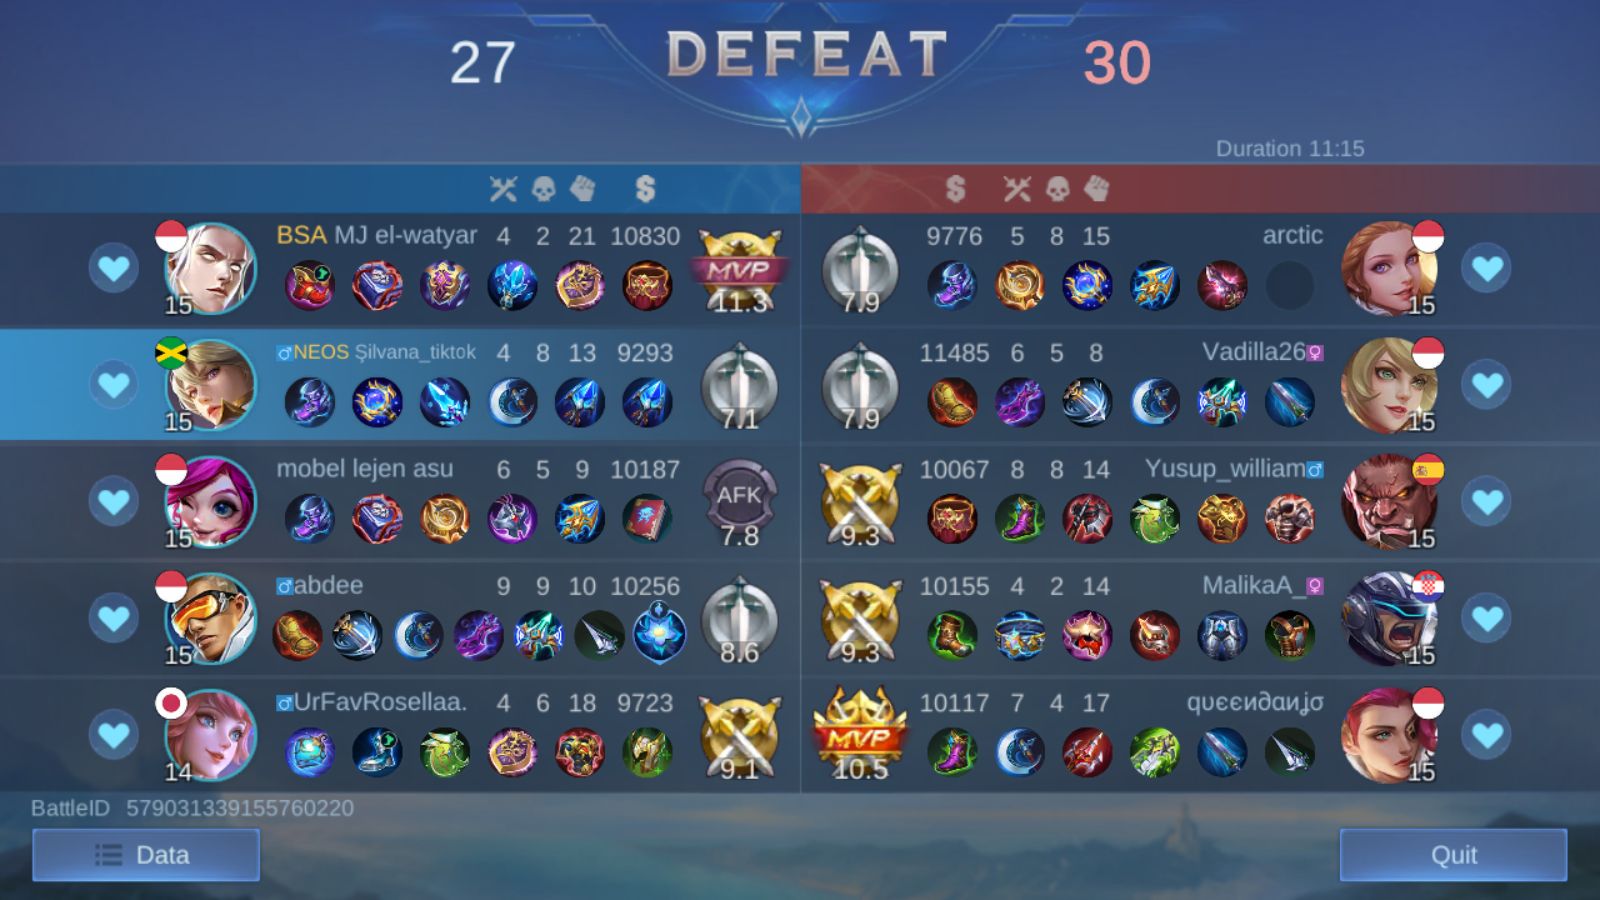 27 DEFEAT 30
Duration 11:15
BSA MJ el-watyar 4 2 21 10830
MVP
15 11.3
9776 5 8 15 arctic
7.9 15
NEOS Şilvana_tiktok 4 8 13 9293
15 7.1
11485 6 5 8 Vadilla26
7.9 15
mobel lejen asu 6 5 9 10187
AFK
15 7.8
10067 8 8 14 Yusup_william
9.3 15
abdee 9 9 10 10256
15 8.6
10155 4 2 14 MalikaA_
9.3 15
UrFavRosellaa. 4 6 18 9723
14 9.1
10117 7 4 17 qυєєи∂αиʝσ
MVP
10.5 15
BattleID 579031339155760220
Data Quit